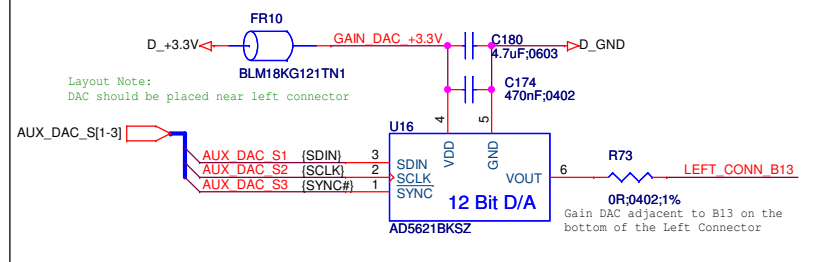 FR10
D_+3.3V
GAIN_DAC_+3.3V
C180
4.7uF;0603
D_GND
BLM18KG121TN1
Layout Note:
DAC should be placed near left connector
C174
470nF;0402
AUX_DAC_S[1-3]
U16
4
5
VDD
GND
AUX_DAC_S1 {SDIN} 3 SDIN
AUX_DAC_S2 {SCLK} 2 SCLK
AUX_DAC_S3 {SYNC#} 1 SYNC
VOUT 6
R73
LEFT_CONN_B13
12 Bit D/A
0R;0402;1%
AD5621BKSZ
Gain DAC adjacent to B13 on the
bottom of the Left Connector